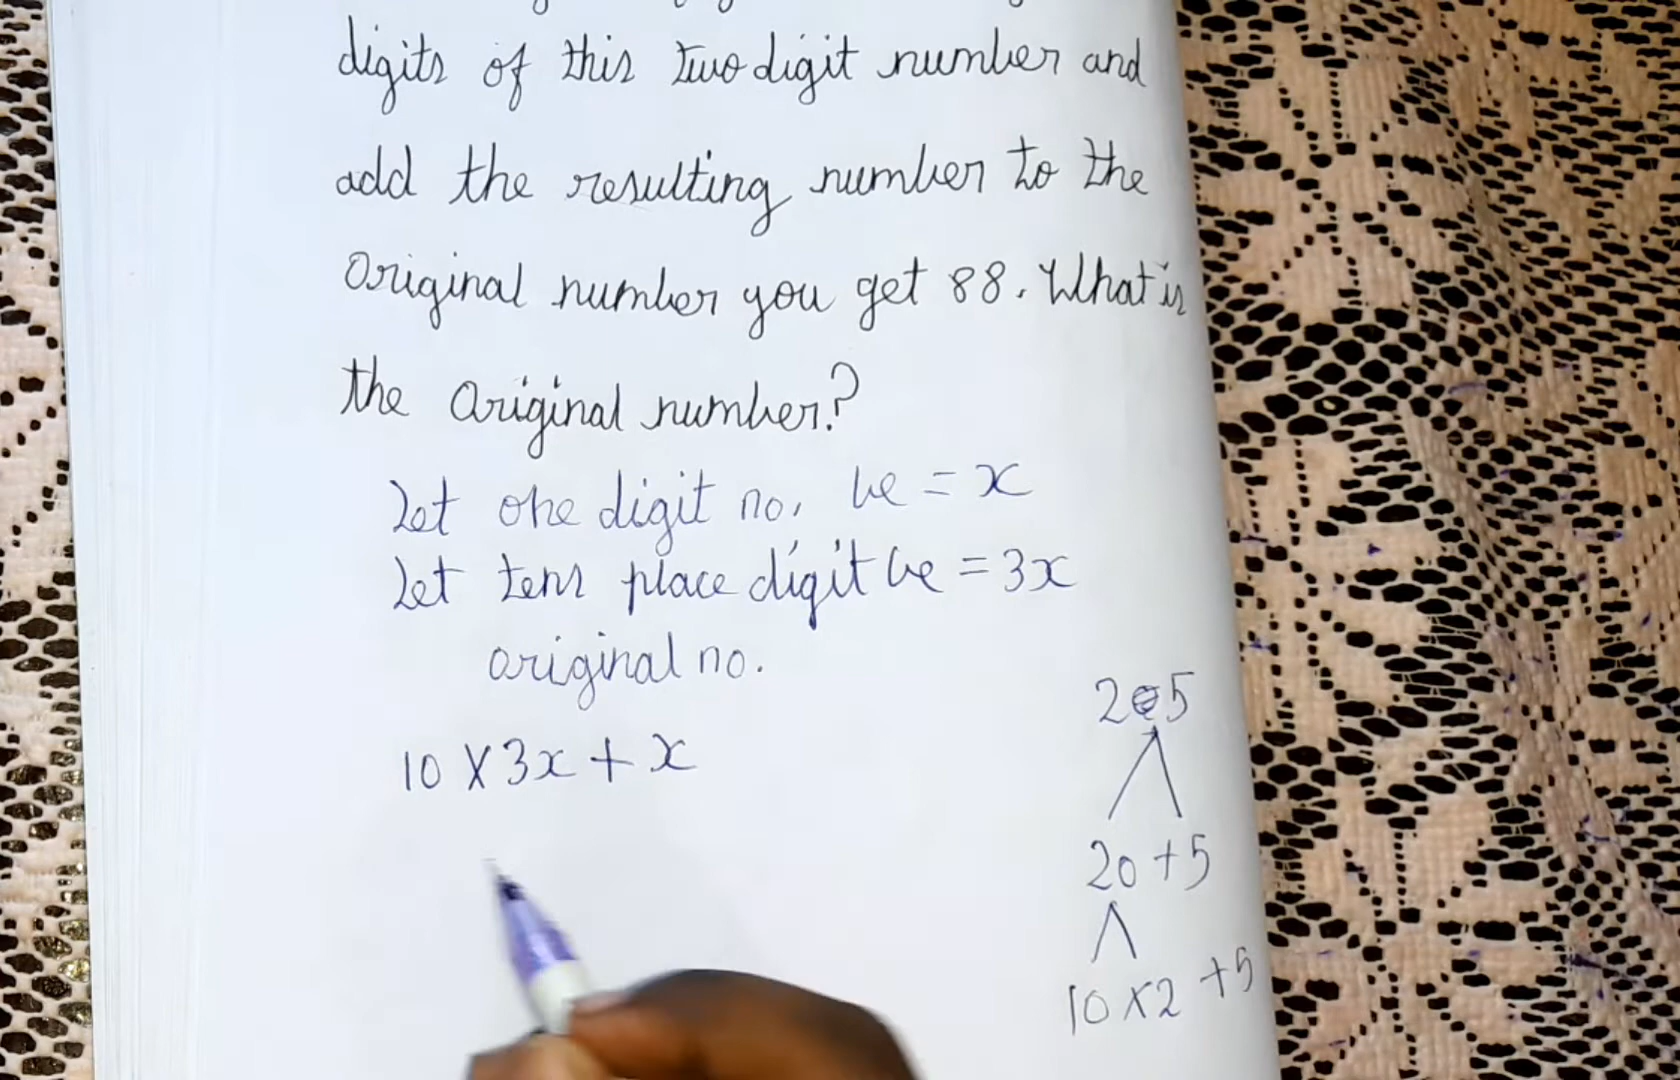 digits of this two digit number and
add the resulting number to the
original number you get 88. What is
the original number?
Let one digit no. be = x
Let tens place digit be = 3x
original no.
10 X 3x + x
25
20 + 5
10 X 2 + 5